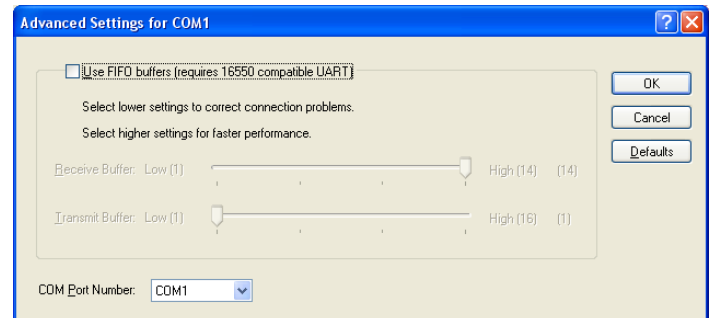 Advanced Settings for COM1
Use FIFO buffers (requires 16550 compatible UART)
OK
Select lower settings to correct connection problems.
Cancel
Select higher settings for faster performance.
Defaults
Receive Buffer: Low (1) High (14) (14)
Transmit Buffer: Low (1) High (16) (1)
COM Port Number: COM1